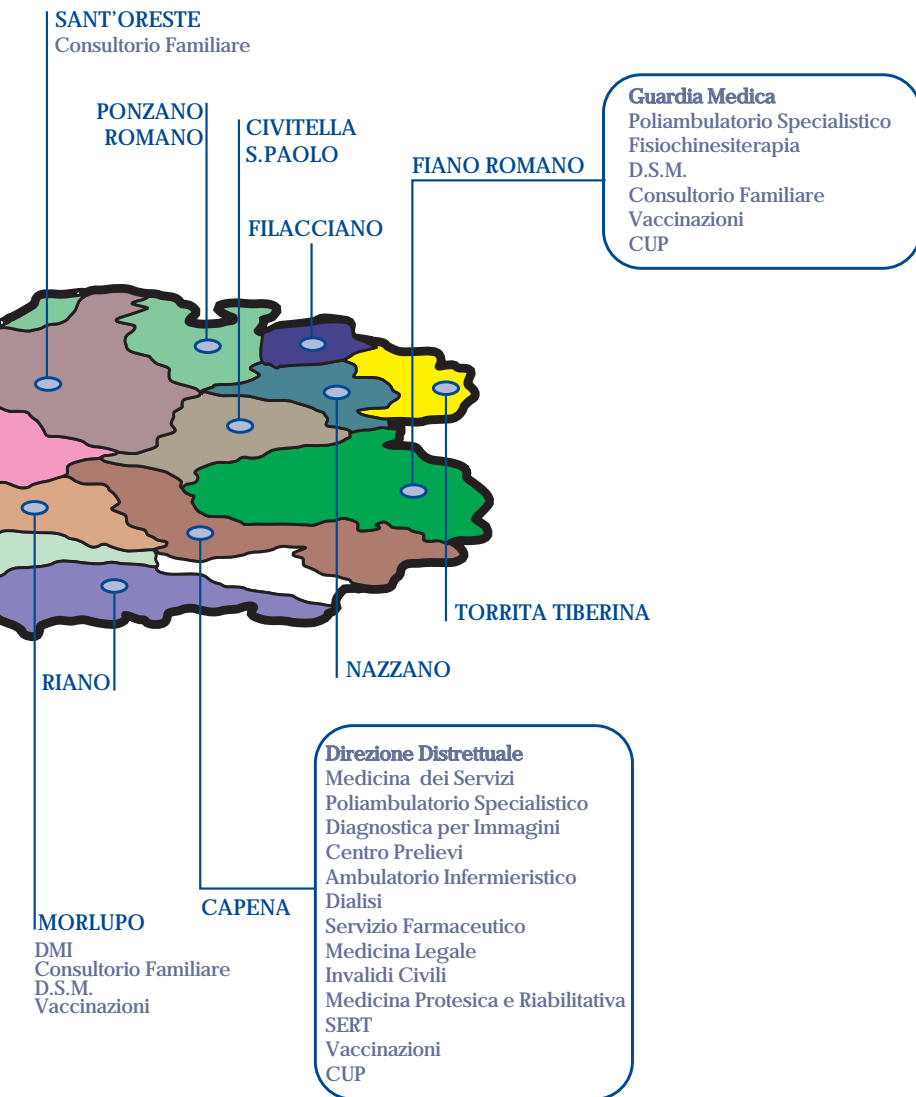 SANT'ORESTE
Consultorio Familiare
PONZANO
ROMANO
CIVITELLA
S.PAOLO
FILACCIANO
FIANO ROMANO
Guardia Medica
Poliambulatorio Specialistico
Fisiochinesiterapia
D.S.M.
Consultorio Familiare
Vaccinazioni
CUP
TORRITA TIBERINA
NAZZANO
RIANO
MORLUPO
DMI
Consultorio Familiare
D.S.M.
Vaccinazioni
CAPENA
Direzione Distrettuale
Medicina dei Servizi
Poliambulatorio Specialistico
Diagnostica per Immagini
Centro Prelievi
Ambulatorio Infermieristico
Dialisi
Servizio Farmaceutico
Medicina Legale
Invalidi Civili
Medicina Protesica e Riabilitativa
SERT
Vaccinazioni
CUP